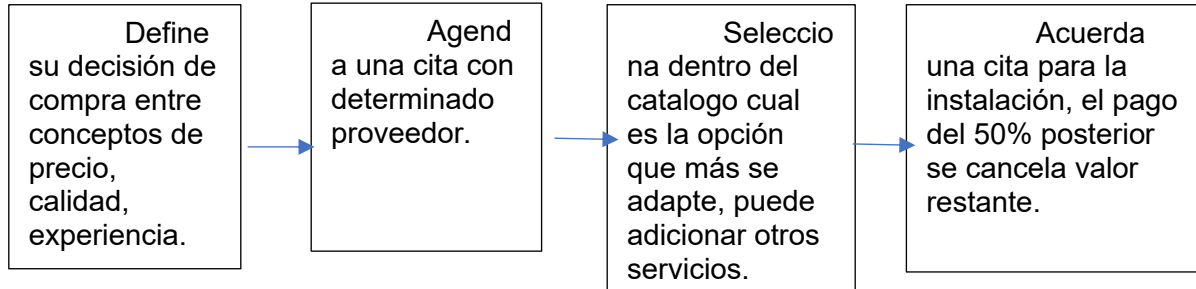 Define
su decisión de
compra entre
conceptos de
precio,
calidad,
experiencia.
Agend
a una cita con
determinado
proveedor.
Seleccio
na dentro del
catalogo cual
es la opción
que más se
adapte, puede
adicionar otros
servicios.
Acuerda
una cita para la
instalación, el pago
del 50% posterior
se cancela valor
restante.